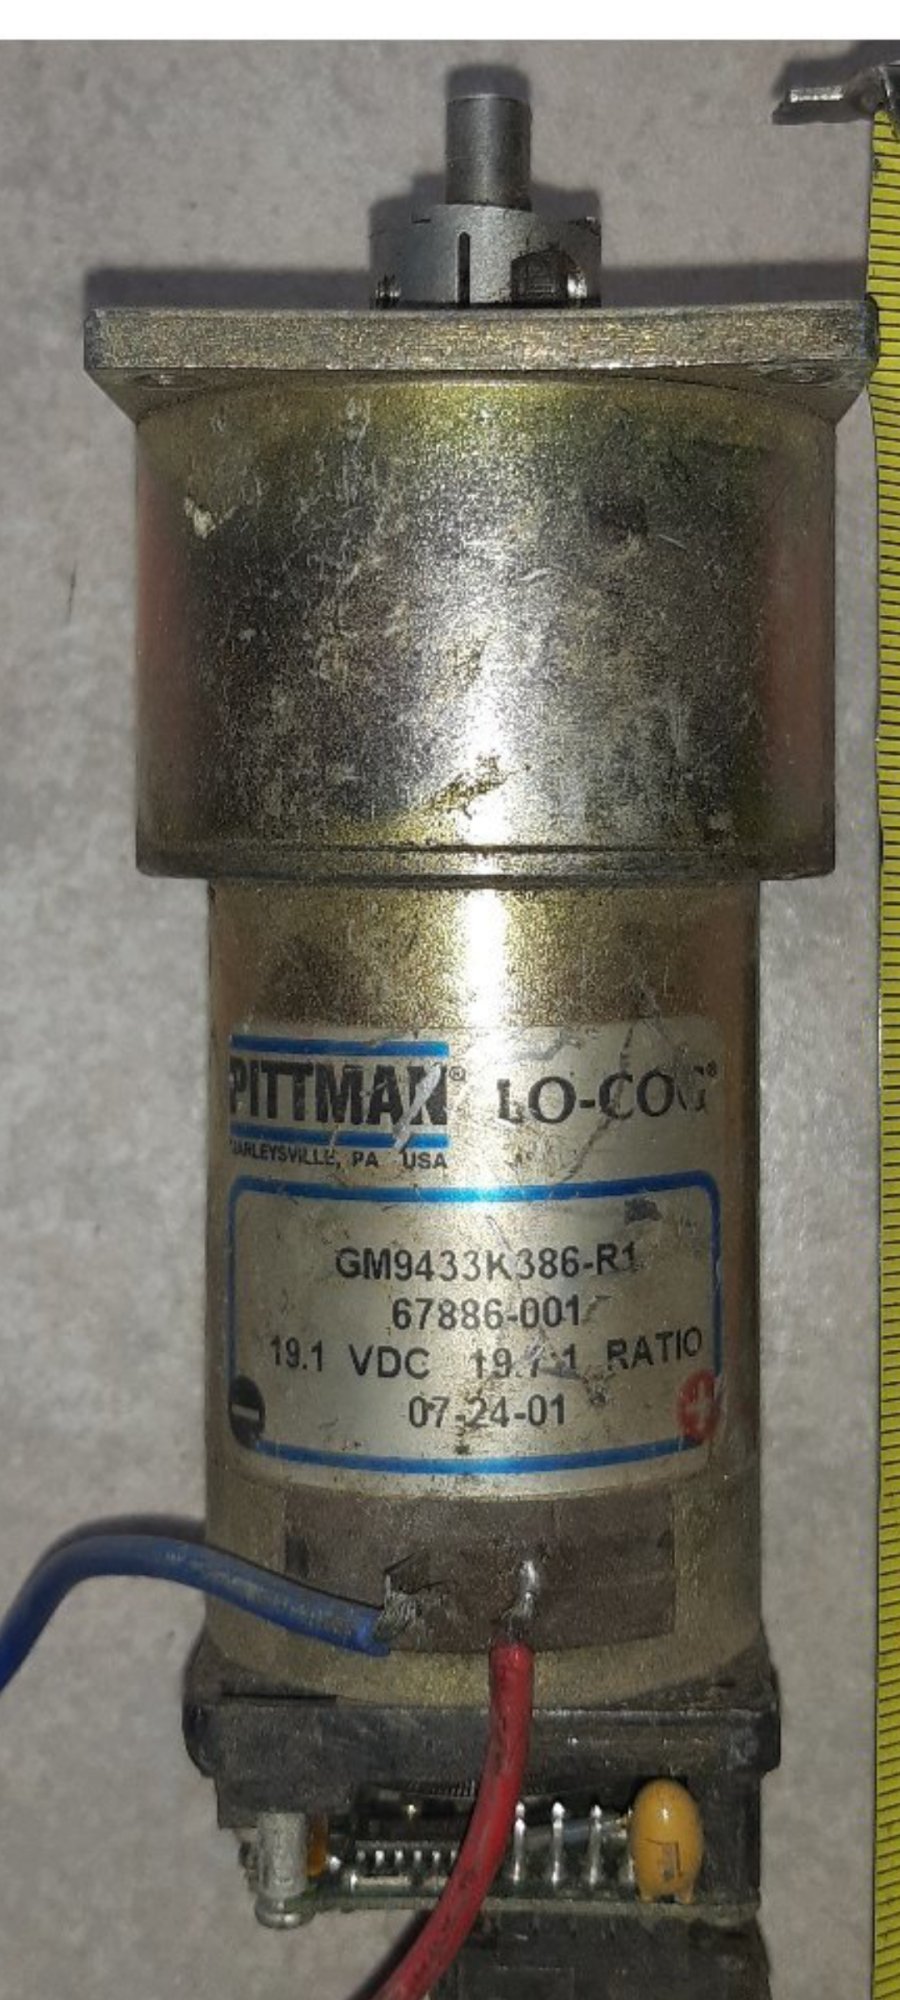 PITTMAN® LO-COG®
HARLEYSVILLE, PA USA
GM9433K386-R1
67886-001
19.1 VDC 19.7:1 RATIO
07-24-01